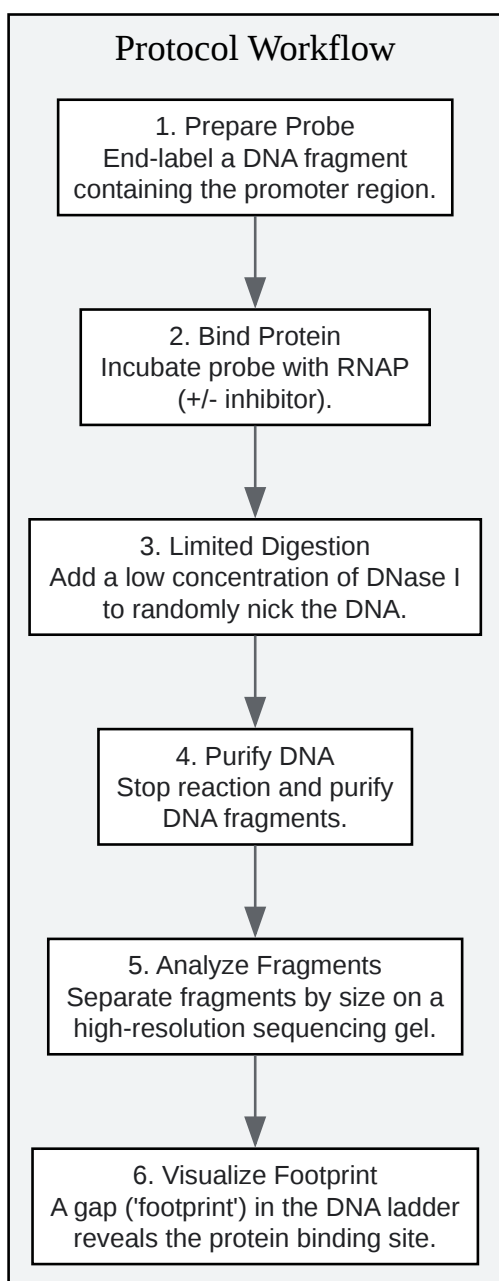 Protocol Workflow
1. Prepare Probe
End-label a DNA fragment
containing the promoter region.
2. Bind Protein
Incubate probe with RNAP
(+/- inhibitor).
3. Limited Digestion
Add a low concentration of DNase I
to randomly nick the DNA.
4. Purify DNA
Stop reaction and purify
DNA fragments.
5. Analyze Fragments
Separate fragments by size on a
high-resolution sequencing gel.
6. Visualize Footprint
A gap ('footprint') in the DNA ladder
reveals the protein binding site.